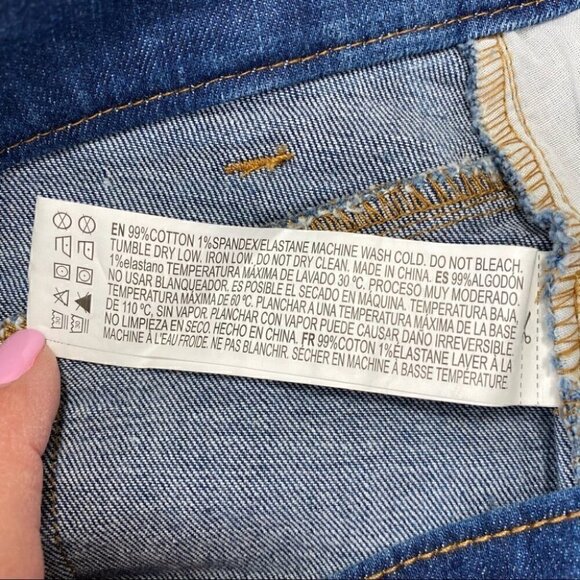 EN 99%COTTON 1%SPANDEX/ELASTANE MACHINE WASH COLD. DO NOT BLEACH.
TUMBLE DRY LOW. IRON LOW. DO NOT DRY CLEAN. MADE IN CHINA. ES 99%ALGODÓN
1%elastano TEMPERATURA MÁXIMA DE LAVADO 30 ºC. PROCESO MUY MODERADO.
NO USAR BLANQUEADOR. ES POSIBLE EL SECADO EN MÁQUINA. TEMPERATURA BAJA,
TEMPERATURA MÁXIMA DE 60 ºC. PLANCHAR A UNA TEMPERATURA MÁXIMA DE LA BASE
DE 110 ºC, SIN VAPOR. PLANCHAR CON VAPOR PUEDE CAUSAR DAÑO IRREVERSIBLE.
NO LIMPIEZA EN SECO. HECHO EN CHINA. FR 99%COTON 1%ÉLASTANE LAVER À LA
MACHINE À L'EAU FROIDE. NE PAS BLANCHIR. SÉCHER EN MACHINE À BASSE TEMPÉRATURE.